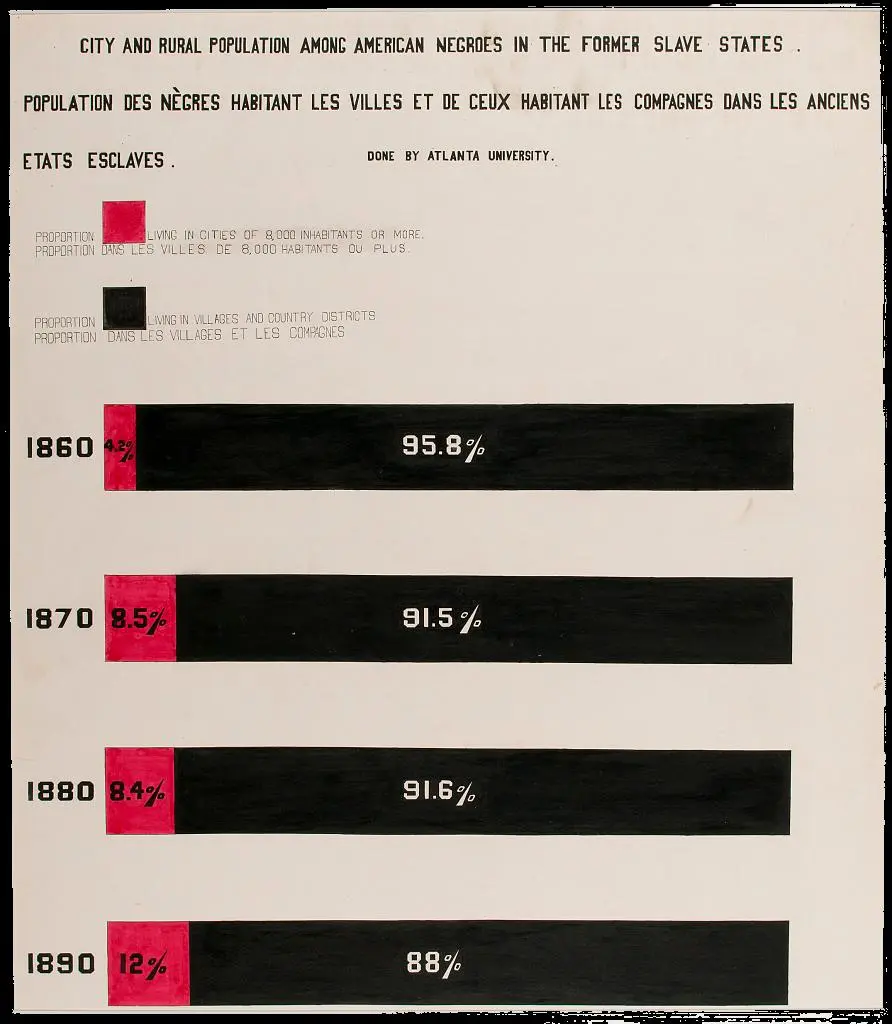 CITY AND RURAL POPULATION AMONG AMERICAN NEGROES IN THE FORMER SLAVE STATES .
POPULATION DES NÈGRES HABITANT LES VILLES ET DE CEUX HABITANT LES COMPAGNES DANS LES ANCIENS
ETATS ESCLAVES .
DONE BY ATLANTA UNIVERSITY.
PROPORTION LIVING IN CITIES OF 8,000 INHABITANTS OR MORE.
PROPORTION DANS LES VILLES DE 8,000 HABITANTS OU PLUS.
PROPORTION LIVING IN VILLAGES AND COUNTRY DISTRICTS
PROPORTION DANS LES VILLAGES ET LES COMPAGNES
1860 4.2% 95.8%
1870 8.5% 91.5%
1880 8.4% 91.6%
1890 12% 88%